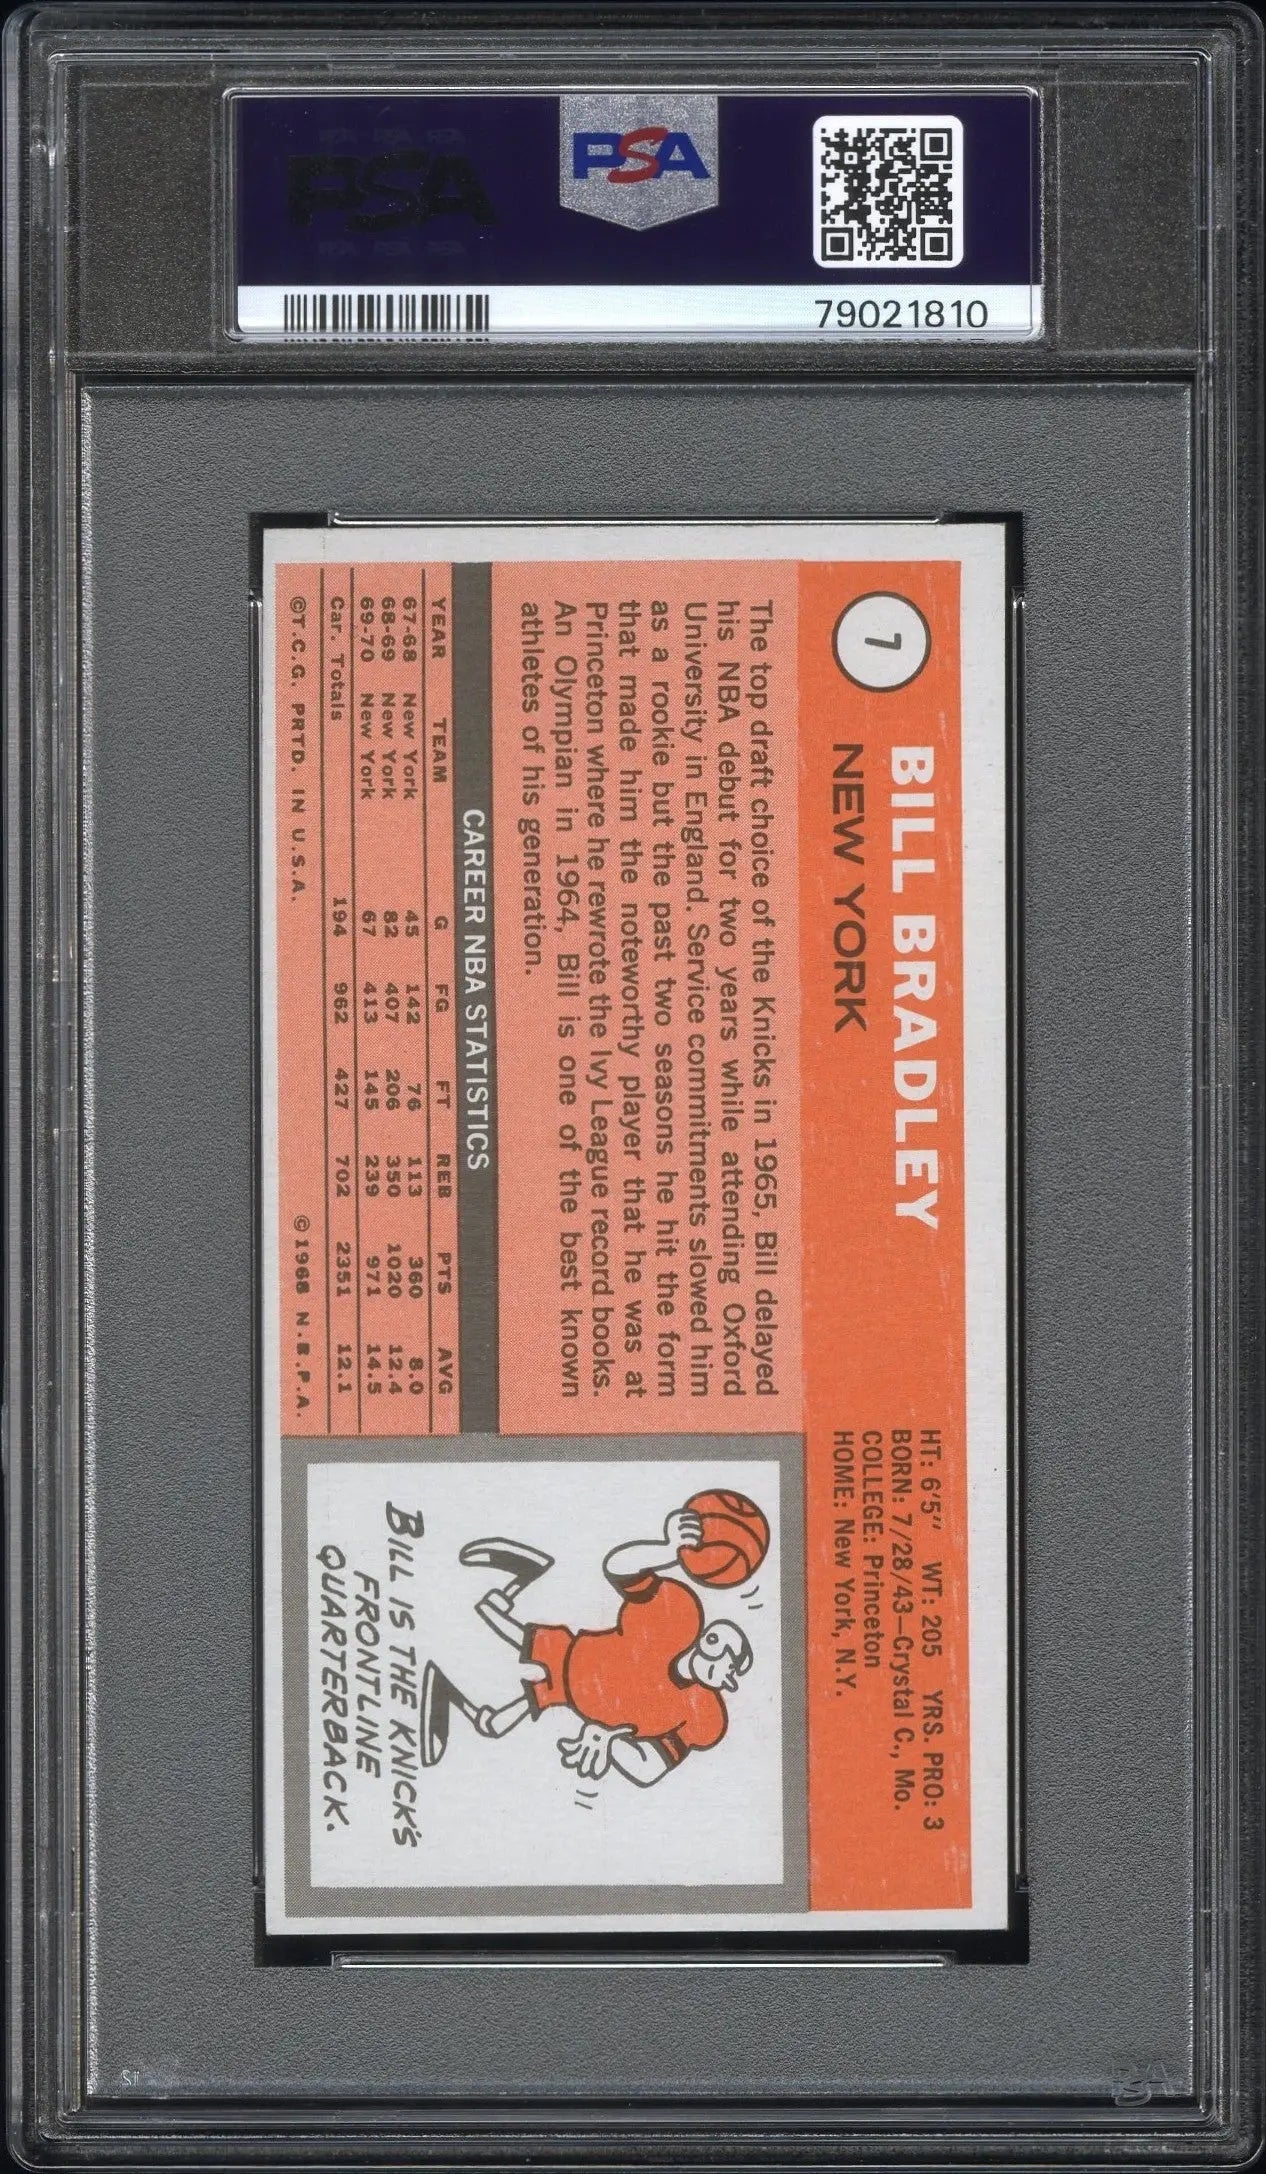 PSA
PSA
79021810
7
BILL BRADLEY
NEW YORK
HT: 6'5" WT: 205 YRS. PRO: 3
BORN: 7/28/43—Crystal C., Mo.
COLLEGE: Princeton
HOME: New York, N.Y.
The top draft choice of the Knicks in 1965, Bill delayed
his NBA debut for two years while attending Oxford
University in England. Service commitments slowed him
as a rookie but the past two seasons he hit the form
that made him the noteworthy player that he was at
Princeton where he rewrote the Ivy League record books.
An Olympian in 1964, Bill is one of the best known
athletes of his generation.
CAREER NBA STATISTICS
YEAR TEAM G FG FT REB PTS AVG
67-68 New York 45 142 76 113 360 8.0
68-69 New York 82 407 206 350 1020 12.4
69-70 New York 67 413 145 239 971 14.5
Car. Totals 194 962 427 702 2351 12.1
©T.C.G. PRTD. IN U.S.A. ©1968 N.B.P.A.
BILL IS THE KNICK'S
FRONTLINE
QUARTERBACK.
PSA